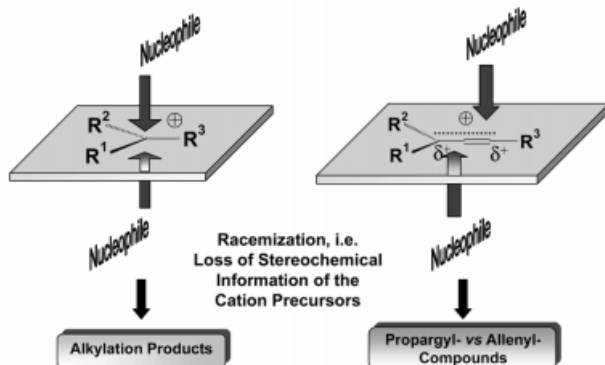 Nucleophile
Nucleophile
R² ⊕
R¹ R³
R² ⊕
R¹ δ⁺ δ⁺ R³
Nucleophile
Nucleophile
Racemization, i.e.
Loss of Stereochemical
Information of the
Cation Precursors
Alkylation Products
Propargyl- vs Allenyl-
Compounds